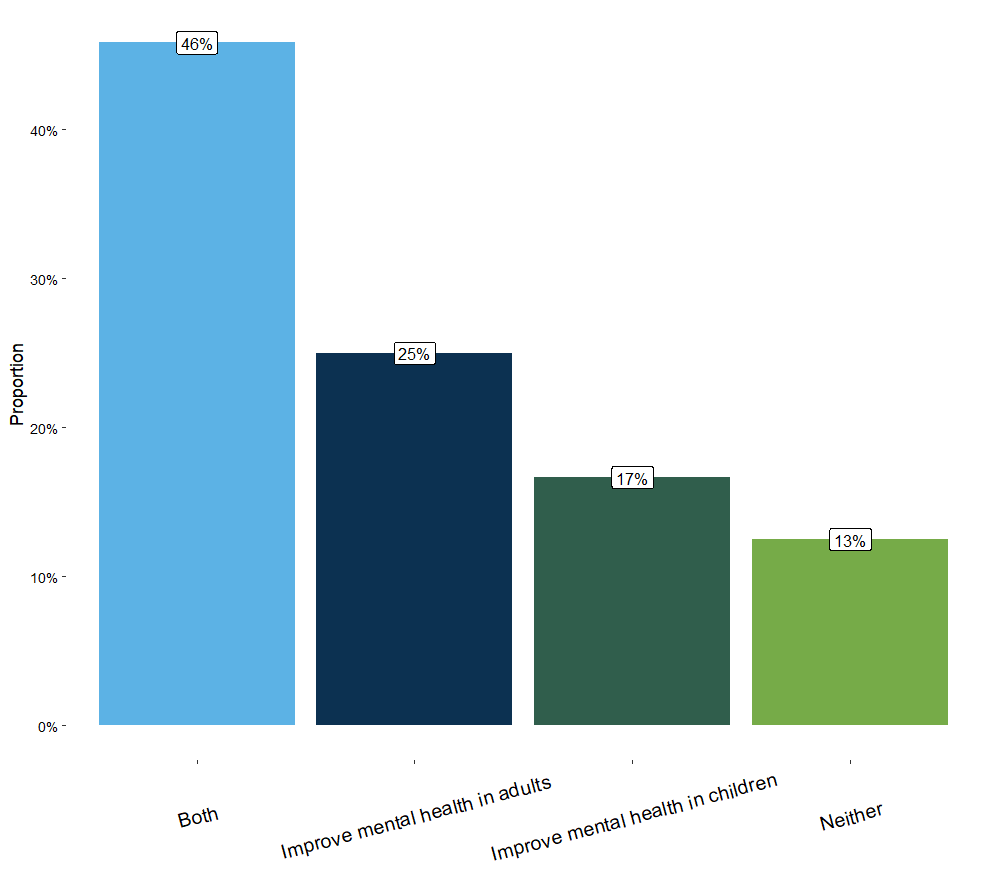 46%
40%
30%
25%
Proportion
20%
17%
13%
10%
0%
Both
Improve mental health in adults
Improve mental health in children
Neither